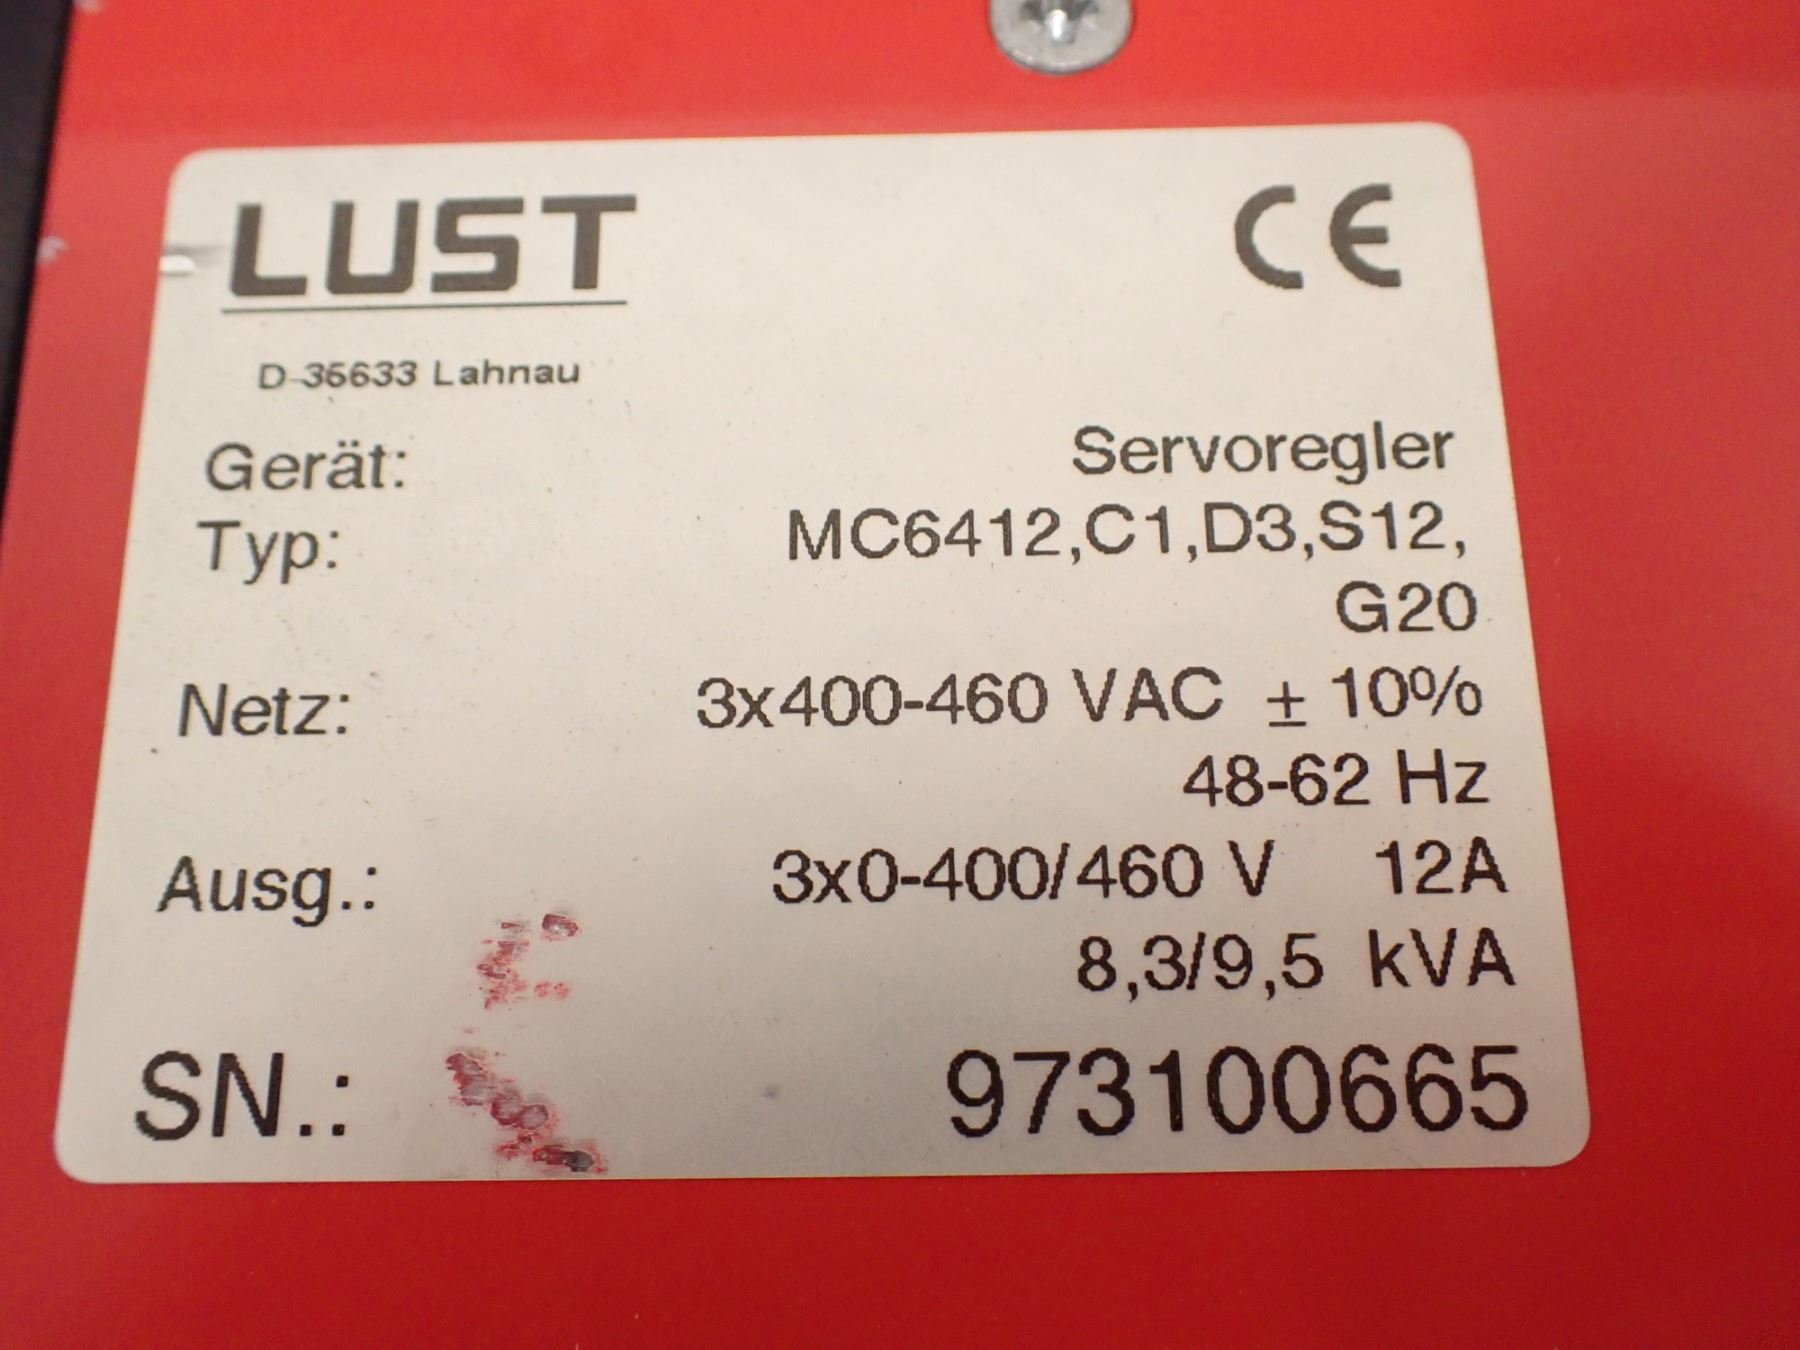 LUST
CE
D-35633 Lahnau
Gerät: Servoregler
Typ: MC6412,C1,D3,S12,
G20
Netz: 3x400-460 VAC ± 10%
48-62 Hz
Ausg.: 3x0-400/460 V 12A
8,3/9,5 kVA
SN.: 973100665